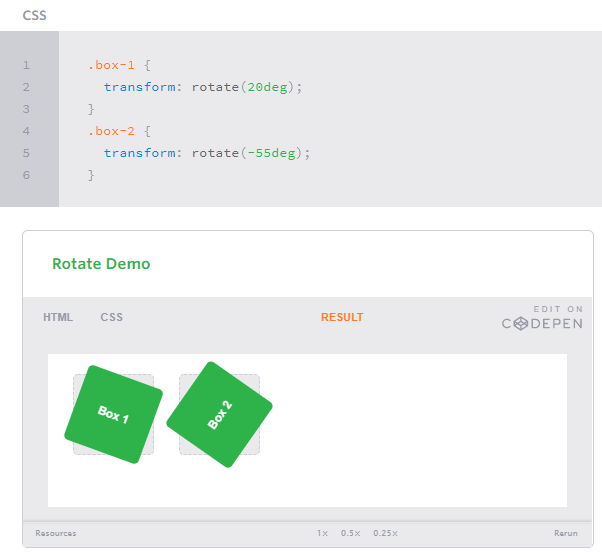 CSS
1 .box-1 {
2 transform: rotate(20deg);
3 }
4 .box-2 {
5 transform: rotate(-55deg);
6 }
Rotate Demo
HTML CSS RESULT EDIT ON
CODEPEN
Box 1 Box 2
Resources 1× 0.5× 0.25× Rerun